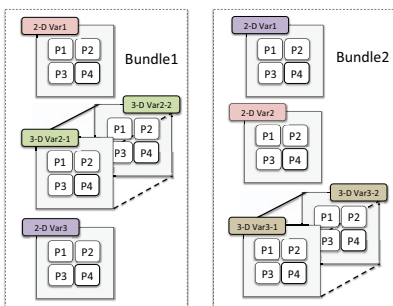 2-D Var1
P1 P2
P3 P4
Bundle1
3-D Var2-2
P1 P2
P3 P4
3-D Var2-1
P1 P2
P3 P4
2-D Var3
P1 P2
P3 P4
2-D Var1
P1 P2
P3 P4
Bundle2
2-D Var2
P1 P2
P3 P4
3-D Var3-2
P1 P2
P3 P4
3-D Var3-1
P1 P2
P3 P4